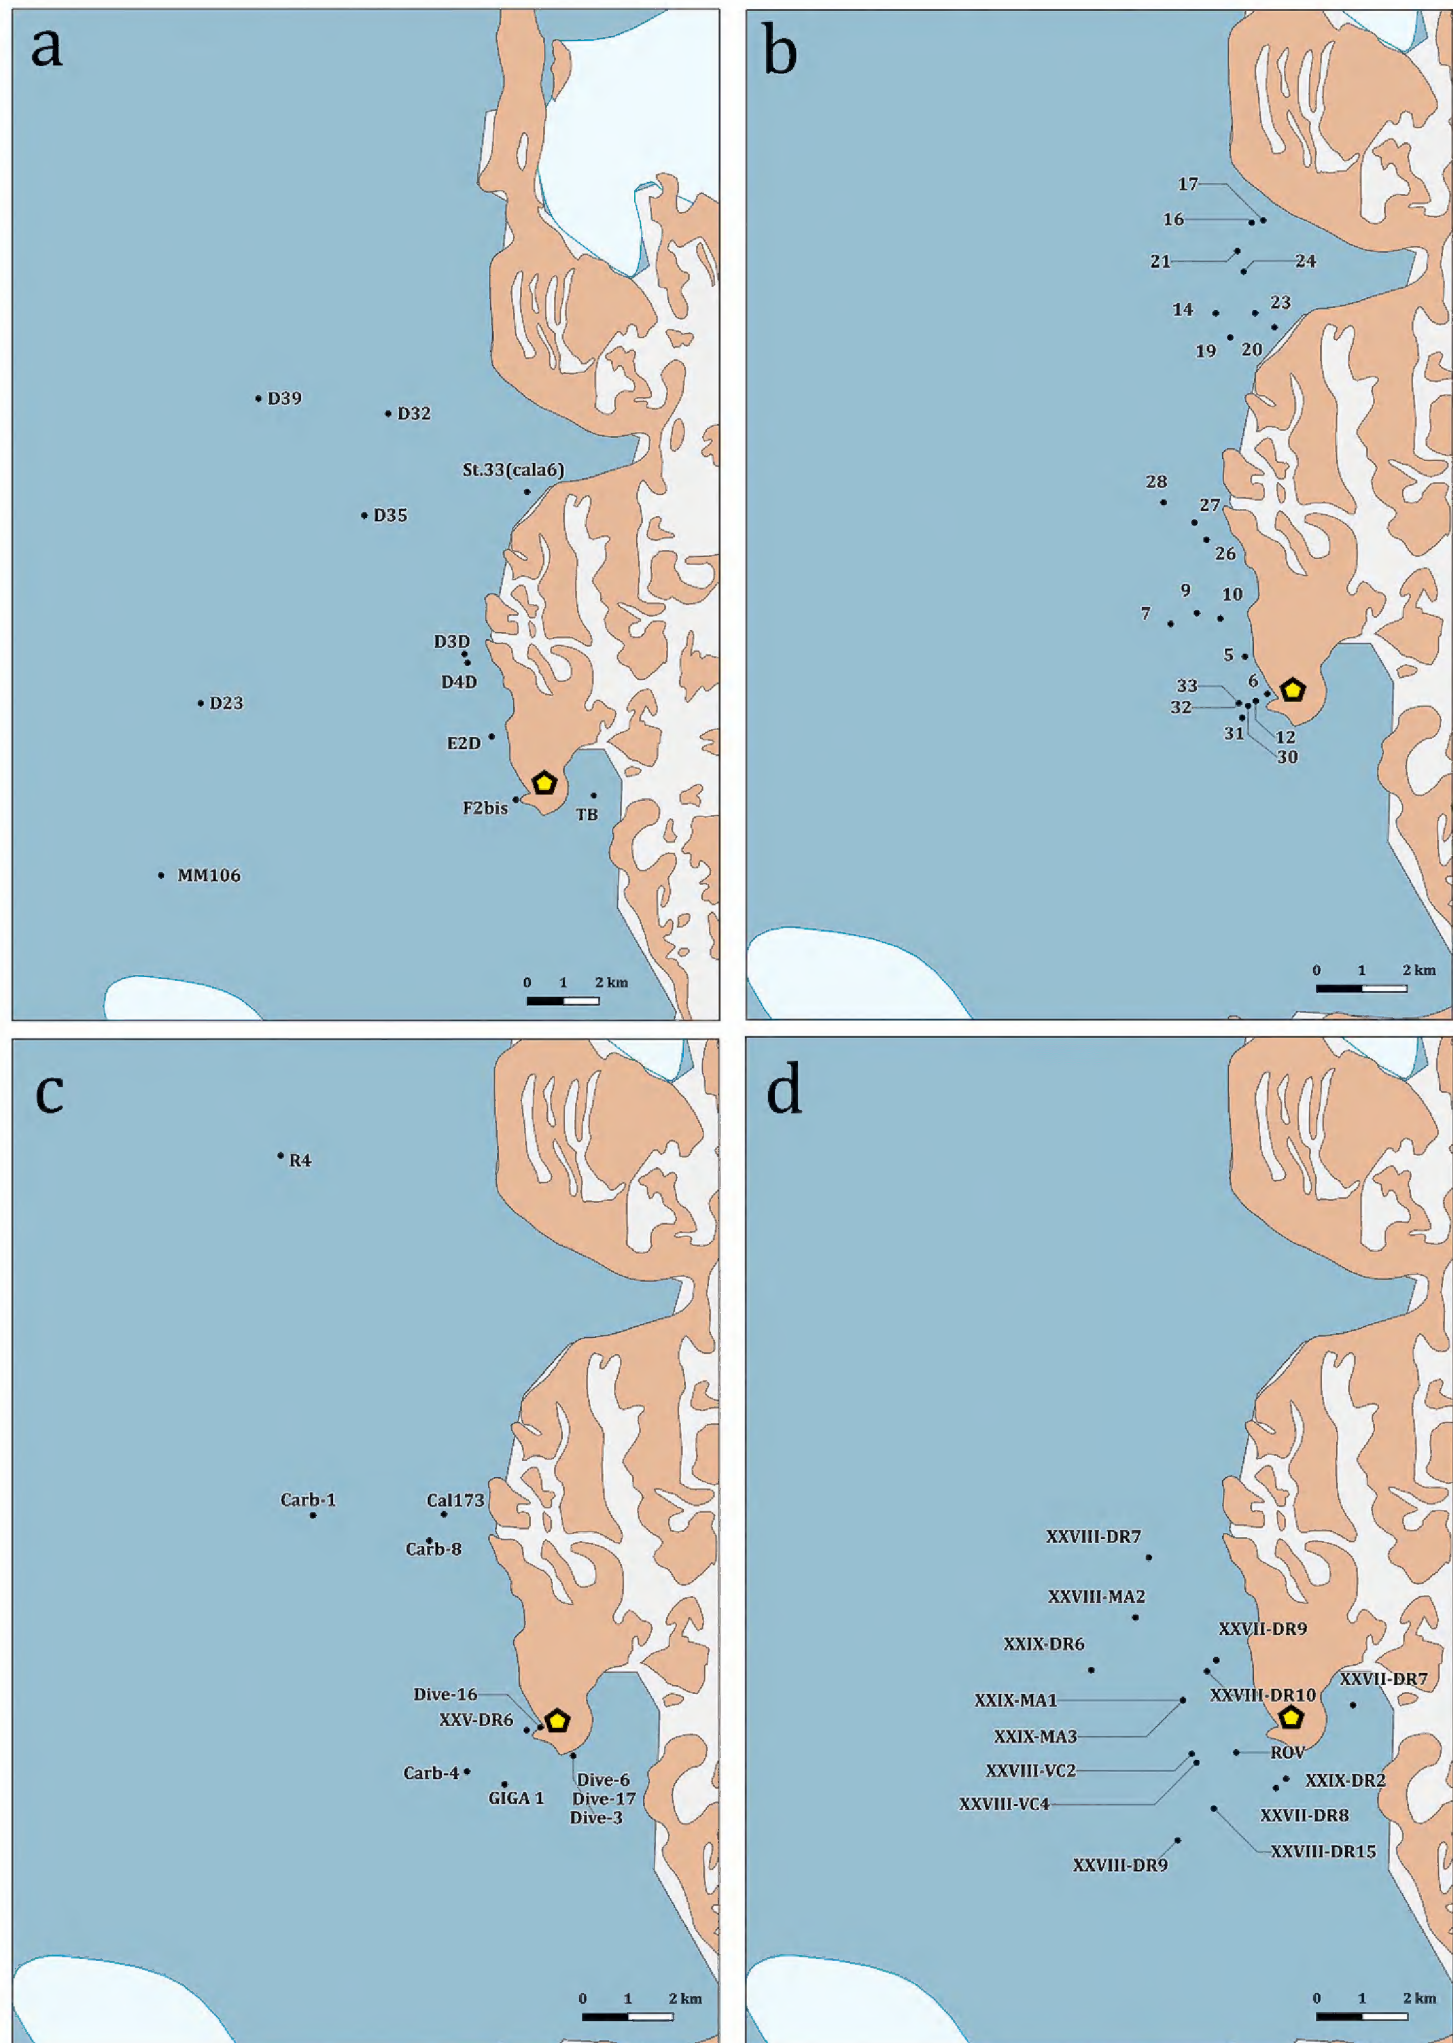 a
D39
D32
St.33(cala6)
D35
D3D
D4D
D23
E2D
F2bis
TB
MM106
0 1 2 km
b
17
16
21
24
14
23
19
20
28
27
26
9
10
7
5
6
33
32
31
12
30
0 1 2 km
c
R4
Carb-1
Cal173
Carb-8
Dive-16
XXV-DR6
Carb-4
GIGA 1
Dive-6
Dive-17
Dive-3
0 1 2 km
d
XXVIII-DR7
XXVIII-MA2
XXVII-DR9
XXIX-DR6
XXVII-DR7
XXVIII-DR10
XXIX-MA1
XXIX-MA3
ROV
XXVIII-VC2
XXIX-DR2
XXVIII-VC4
XXVII-DR8
XXVIII-DR15
XXVIII-DR9
0 1 2 km